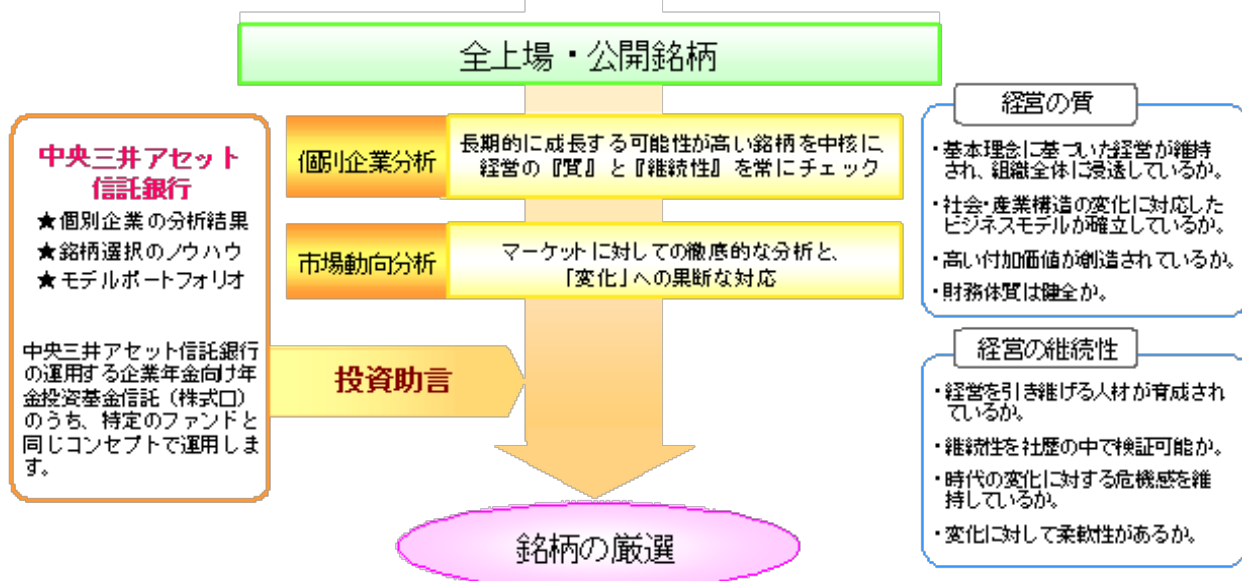 全上場・公開銘柄
中央三井アセット
信託銀行
★個別企業の分析結果
★銘柄選択のノウハウ
★モデルポートフォリオ
中央三井アセット信託銀行
の運用する企業年金向け年
金投資基金信託（株式口）
のうち、特定のファンドと
同じコンセプトで運用しま
す。
個別企業分析
長期的に成長する可能性が高い銘柄を中核に
経営の『質』と『継続性』を常にチェック
市場動向分析
マーケットに対しての徹底的な分析と、
「変化」への果断な対応
投資助言
銘柄の厳選
経営の質
・基本理念に基づいた経営が維持
され、組織全体に浸透しているか。
・社会・産業構造の変化に対応した
ビジネスモデルが確立しているか。
・高い付加価値が創造されているか。
・財務体質は健全か。
経営の継続性
・経営を引き継げる人材が育成され
ているか。
・継続性を社歴の中で検証可能か。
・時代の変化に対する危機感を維
持しているか。
・変化に対して柔軟性があるか。